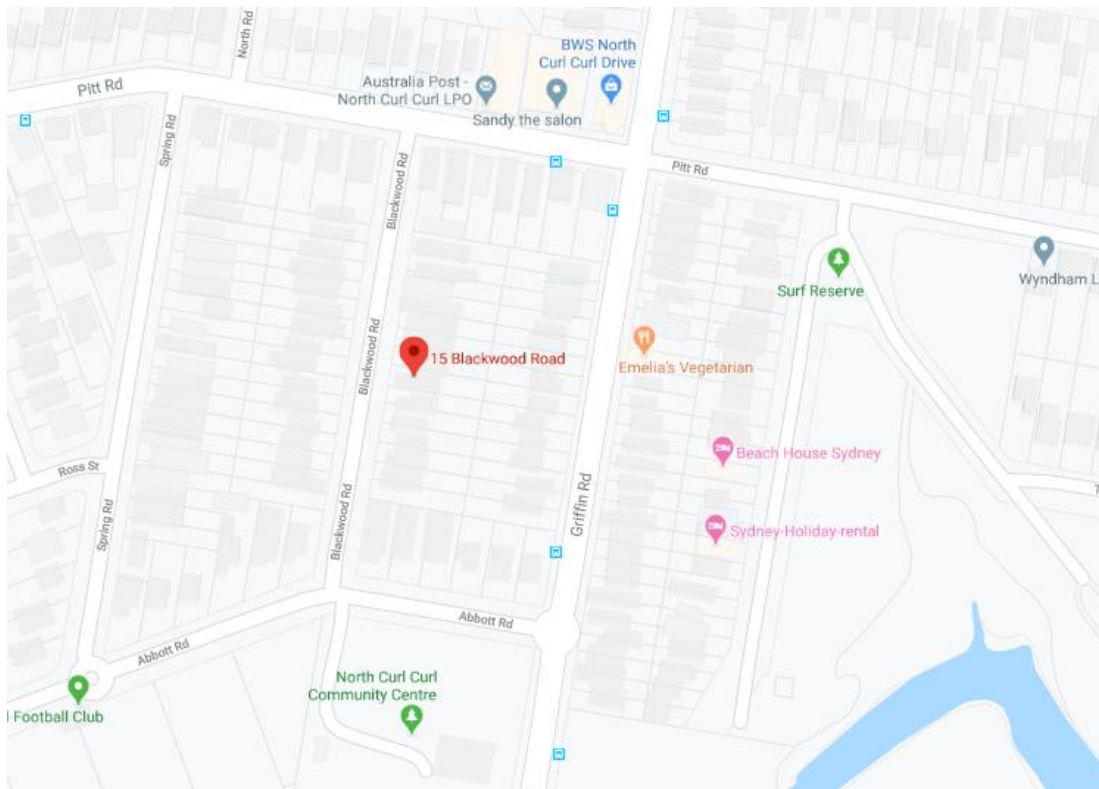 North Rd
BWS North
Curl Curl Drive
Australia Post -
North Curl Curl LPO
Pitt Rd
Sandy the salon
Spring Rd
Blackwood Rd
Pitt Rd
Surf Reserve
Wyndham L
Blackwood Rd
15 Blackwood Road
Emelia's Vegetarian
Beach House Sydney
Ross St
Griffin Rd
Spring Rd
Blackwood Rd
Sydney-Holiday-rental
T
Abbott Rd
Abbott Rd
North Curl Curl
Community Centre
l Football Club